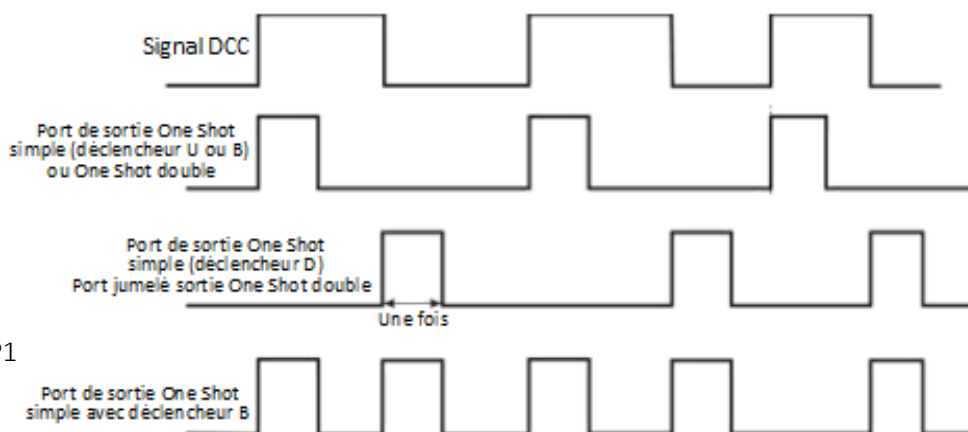 Signal DCC
Port de sortie One Shot
simple (déclencheur U ou B)
ou One Shot double
Port de sortie One Shot
simple (déclencheur D)
Port jumelé sortie One Shot double
Une fois
Port de sortie One Shot
simple avec déclencheur B